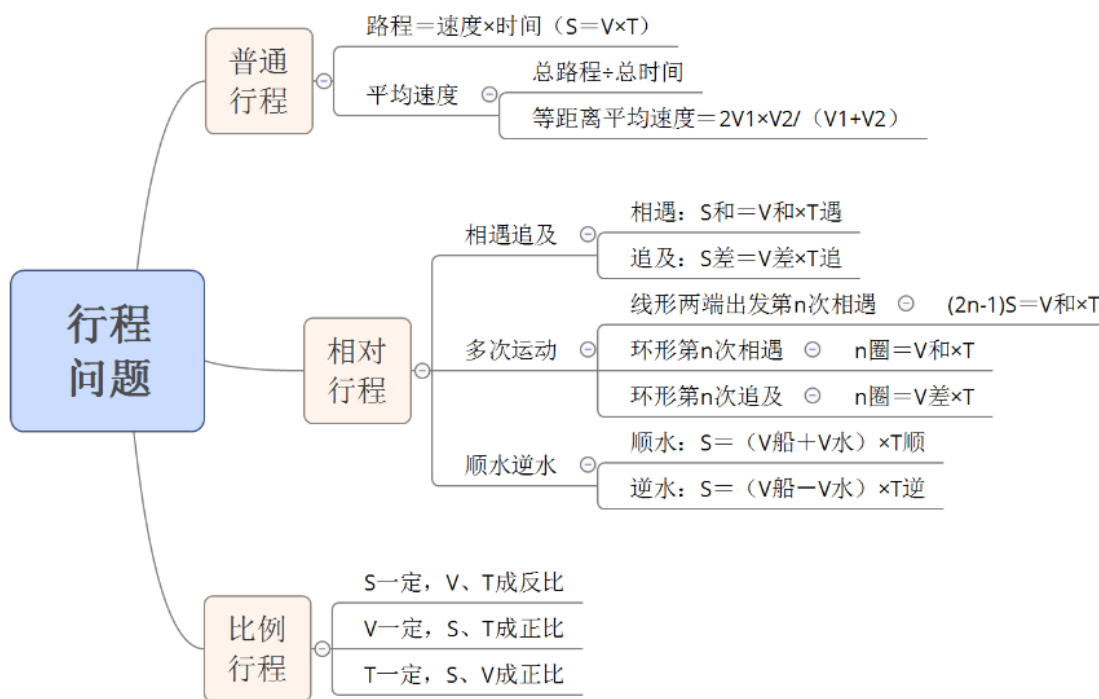 行程
问题
普通
行程
路程＝速度×时间（S＝V×T）
平均速度
总路程÷总时间
等距离平均速度＝2V1×V2/（V1+V2）
相对
行程
相遇追及
相遇：S和＝V和×T遇
追及：S差＝V差×T追
多次运动
线形两端出发第n次相遇
(2n-1)S＝V和×T
环形第n次相遇
n圈＝V和×T
环形第n次追及
n圈＝V差×T
顺水逆水
顺水：S＝（V船＋V水）×T顺
逆水：S＝（V船－V水）×T逆
比例
行程
S一定，V、T成反比
V一定，S、T成正比
T一定，S、V成正比